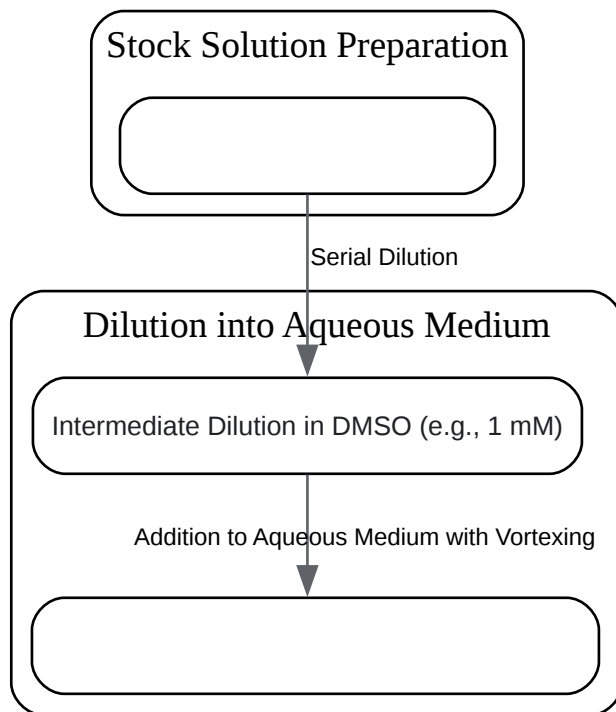 Stock Solution Preparation
Serial Dilution
Dilution into Aqueous Medium
Intermediate Dilution in DMSO (e.g., 1 mM)
Addition to Aqueous Medium with Vortexing